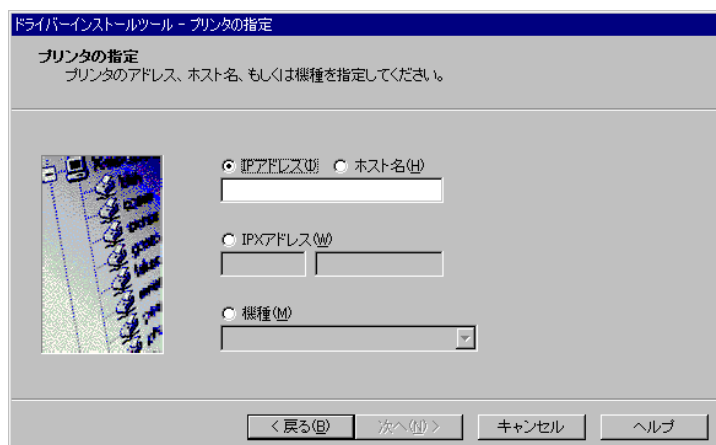 ドライバーインストールツール - プリンタの指定
プリンタの指定
プリンタのアドレス、ホスト名、もしくは機種を指定してください。
IPアドレス(I) ホスト名(H)
IPXアドレス(W)
機種(M)
< 戻る(B) 次へ(N) > キャンセル ヘルプ